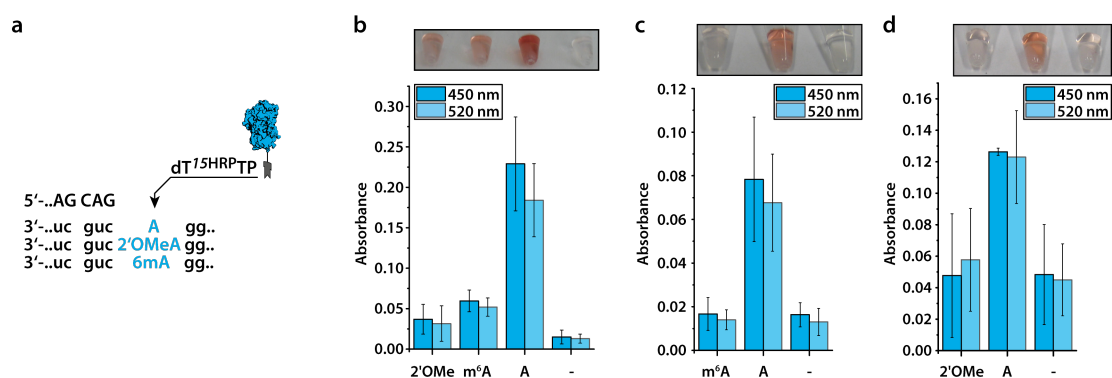 a
dT15HRPTP
5‘-..AG CAG
3‘-..uc guc A gg..
3‘-..uc guc 2‘OMeA gg..
3‘-..uc guc 6mA gg..
b
450 nm
520 nm
Absorbance
0.30
0.25
0.20
0.15
0.10
0.05
0.00
2'OMe m⁶A A -
c
450 nm
520 nm
Absorbance
0.12
0.10
0.08
0.06
0.04
0.02
0.00
m⁶A A -
d
450 nm
520 nm
Absorbance
0.16
0.14
0.12
0.10
0.08
0.06
0.04
0.02
0.00
2'OMe A -